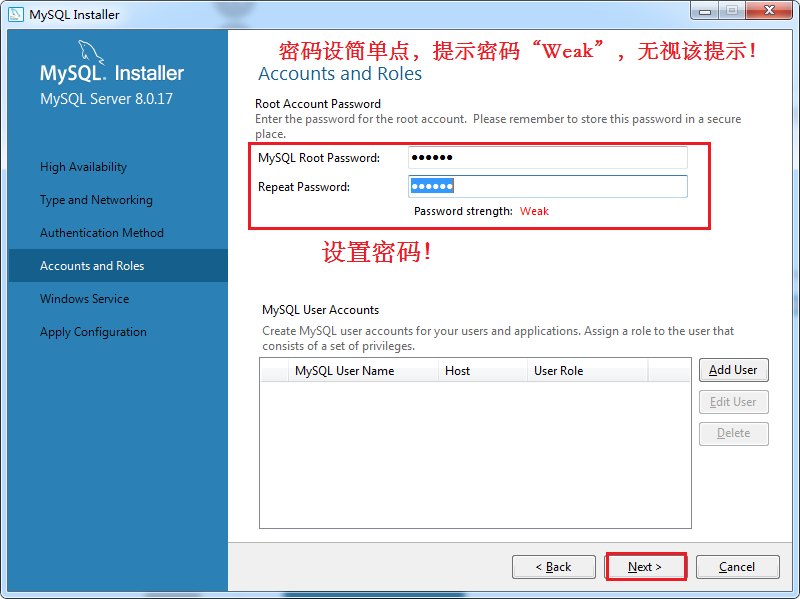 MySQL Installer
密码设简单点，提示密码“Weak”，无视该提示！
MySQL. Installer
MySQL Server 8.0.17
Accounts and Roles
Root Account Password
Enter the password for the root account. Please remember to store this password in a secure
place.
MySQL Root Password: ●●●●●●
Repeat Password: ●●●●●●
Password strength: Weak
设置密码！
High Availability
Type and Networking
Authentication Method
Accounts and Roles
Windows Service
Apply Configuration
MySQL User Accounts
Create MySQL user accounts for your users and applications. Assign a role to the user that
consists of a set of privileges.
MySQL User Name Host User Role
Add User
Edit User
Delete
< Back Next > Cancel